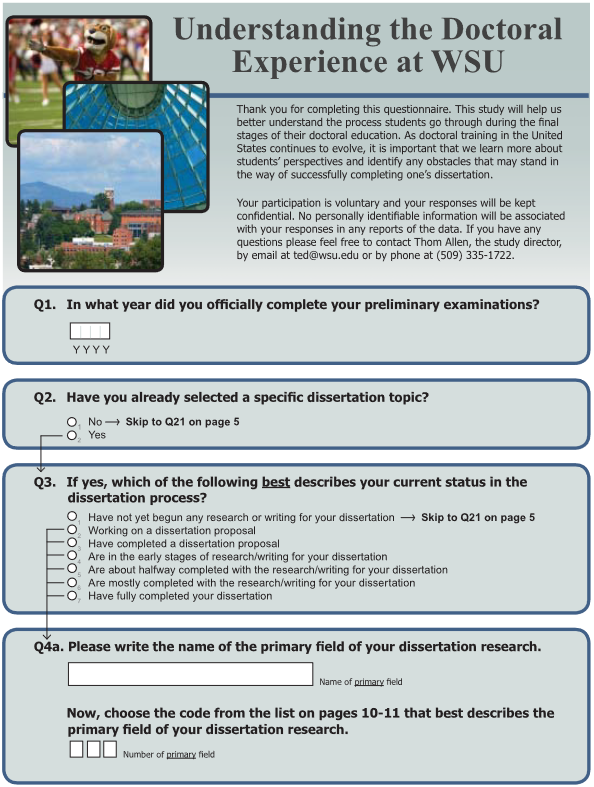 Understanding the Doctoral
Experience at WSU
Thank you for completing this questionnaire. This study will help us
better understand the process students go through during the final
stages of their doctoral education. As doctoral training in the United
States continues to evolve, it is important that we learn more about
students' perspectives and identify any obstacles that may stand in
the way of successfully completing one's dissertation.
Your participation is voluntary and your responses will be kept
confidential. No personally identifiable information will be associated
with your responses in any reports of the data. If you have any
questions please feel free to contact Thom Allen, the study director,
by email at ted@wsu.edu or by phone at (509) 335-1722.
Q1. In what year did you officially complete your preliminary examinations?
Y Y Y Y
Q2. Have you already selected a specific dissertation topic?
1 No → Skip to Q21 on page 5
2 Yes
Q3. If yes, which of the following best describes your current status in the
dissertation process?
1 Have not yet begun any research or writing for your dissertation → Skip to Q21 on page 5
2 Working on a dissertation proposal
3 Have completed a dissertation proposal
4 Are in the early stages of research/writing for your dissertation
5 Are about halfway completed with the research/writing for your dissertation
6 Are mostly completed with the research/writing for your dissertation
7 Have fully completed your dissertation
Q4a. Please write the name of the primary field of your dissertation research.
Name of primary field
Now, choose the code from the list on pages 10-11 that best describes the
primary field of your dissertation research.
Number of primary field